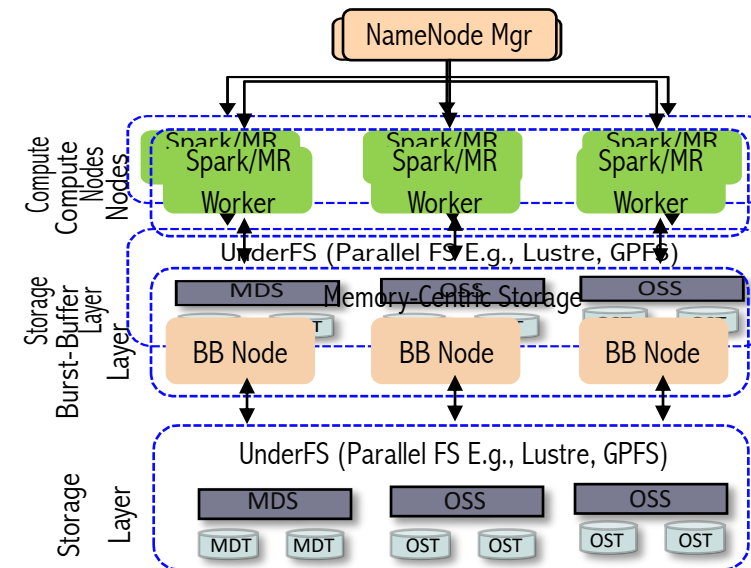 NameNode Mgr
Compute
Nodes
Compute
Nodes
Spark/MR
Spark/MR
Spark/MR
Spark/MR
Worker
Spark/MR
Worker
Spark/MR
Worker
UnderFS (Parallel FS E.g., Lustre, GPFS)
Storage
Layer
Burst-Buffer
Layer
MDS
OSS
OSS
Memory-Centric Storage
BB Node
BB Node
BB Node
UnderFS (Parallel FS E.g., Lustre, GPFS)
Storage
Layer
MDS
OSS
OSS
MDT
MDT
OST
OST
OST
OST